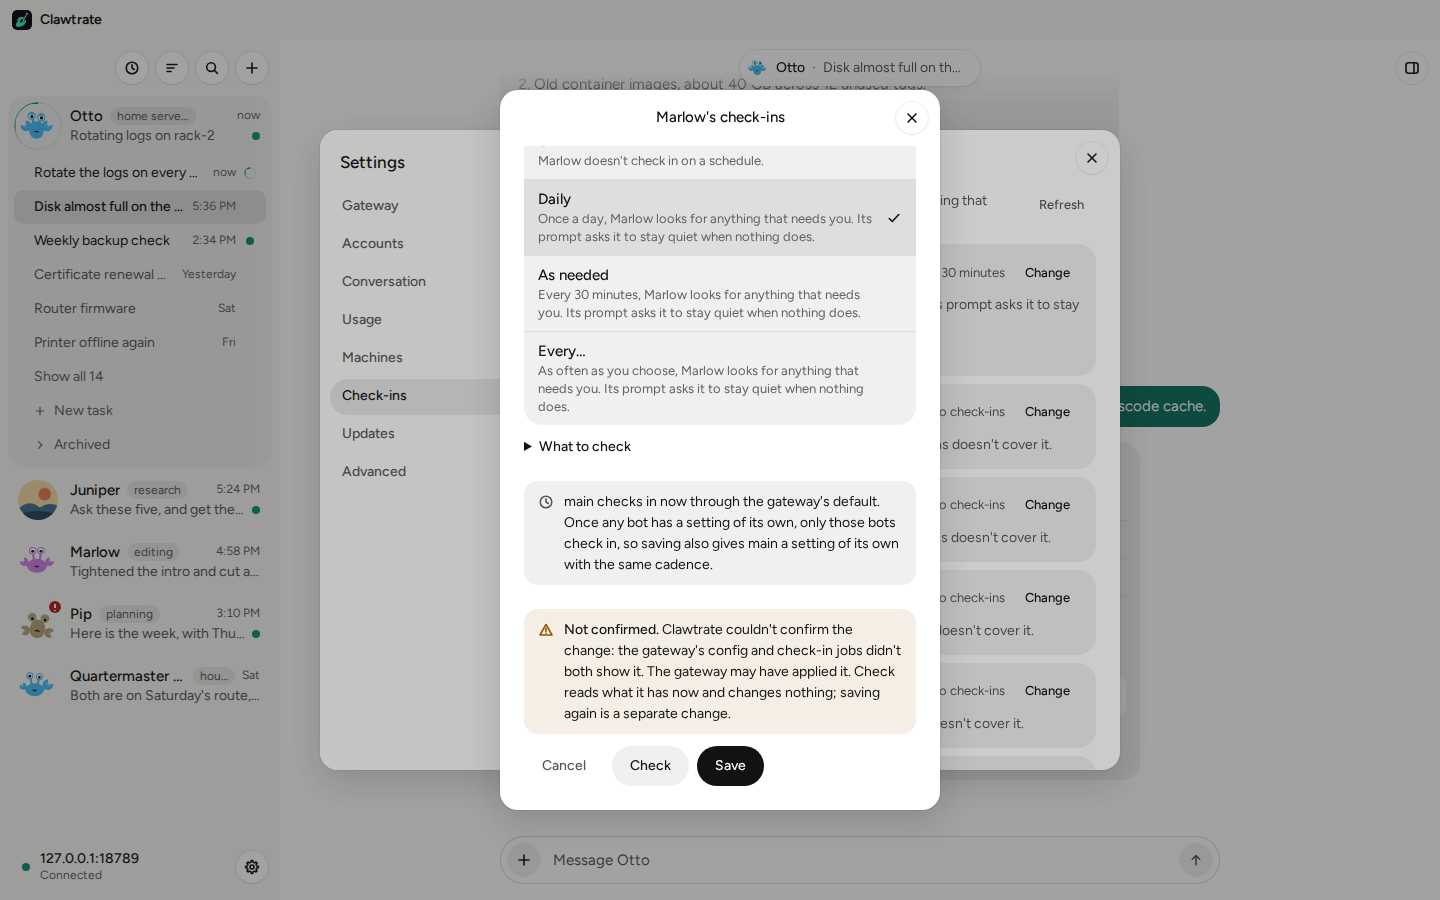 Clawtrate
Otto
home serve...
now
Rotating logs on rack-2
Rotate the logs on every ...
now
Disk almost full on the ...
5:36 PM
Weekly backup check
2:34 PM
Certificate renewal ...
Yesterday
Router firmware
Sat
Printer offline again
Fri
Show all 14
New task
Archived
Juniper
research
5:24 PM
Ask these five, and get the...
Marlow
editing
4:58 PM
Tightened the intro and cut a...
Pip
planning
3:10 PM
Here is the week, with Thu...
Quartermaster ...
hou...
Sat
Both are on Saturday's route,...
127.0.0.1:18789
Connected
Otto · Disk almost full on th...
2. Old container images, about 40 GB across 12 unused tags.
Settings
Gateway
Accounts
Conversation
Usage
Machines
Check-ins
Updates
Advanced
Marlow's check-ins
Marlow doesn't check in on a schedule.
Daily
Once a day, Marlow looks for anything that needs you. Its
prompt asks it to stay quiet when nothing does.
As needed
Every 30 minutes, Marlow looks for anything that needs
you. Its prompt asks it to stay quiet when nothing does.
Every...
As often as you choose, Marlow looks for anything that
needs you. Its prompt asks it to stay quiet when nothing
does.
What to check
main checks in now through the gateway's default.
Once any bot has a setting of its own, only those bots
check in, so saving also gives main a setting of its own
with the same cadence.
Not confirmed. Clawtrate couldn't confirm the
change: the gateway's config and check-in jobs didn't
both show it. The gateway may have applied it. Check
reads what it has now and changes nothing; saving
again is a separate change.
Cancel
Check
Save
ing that
Refresh
30 minutes
Change
s prompt asks it to stay
o check-ins
Change
s doesn't cover it.
o check-ins
Change
s doesn't cover it.
o check-ins
Change
doesn't cover it.
o check-ins
Change
esn't cover it.
scode cache.
Message Otto